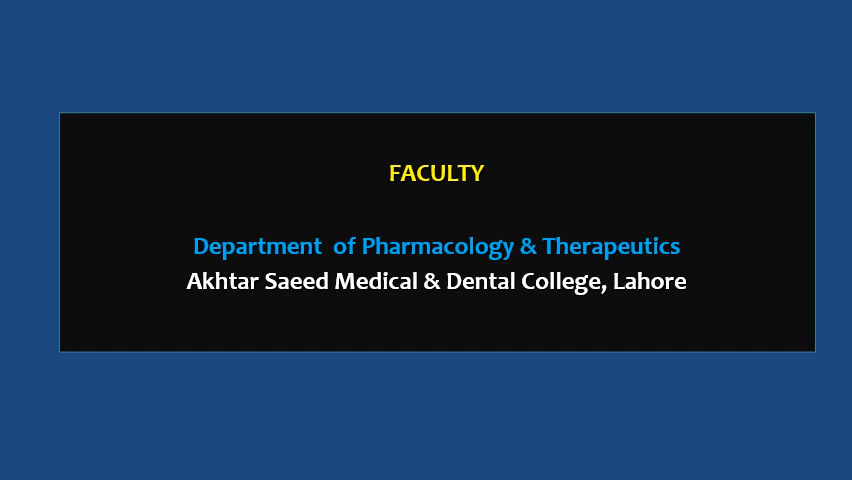 FACULTY
Department of Pharmacology & Therapeutics
Akhtar Saeed Medical & Dental College, Lahore